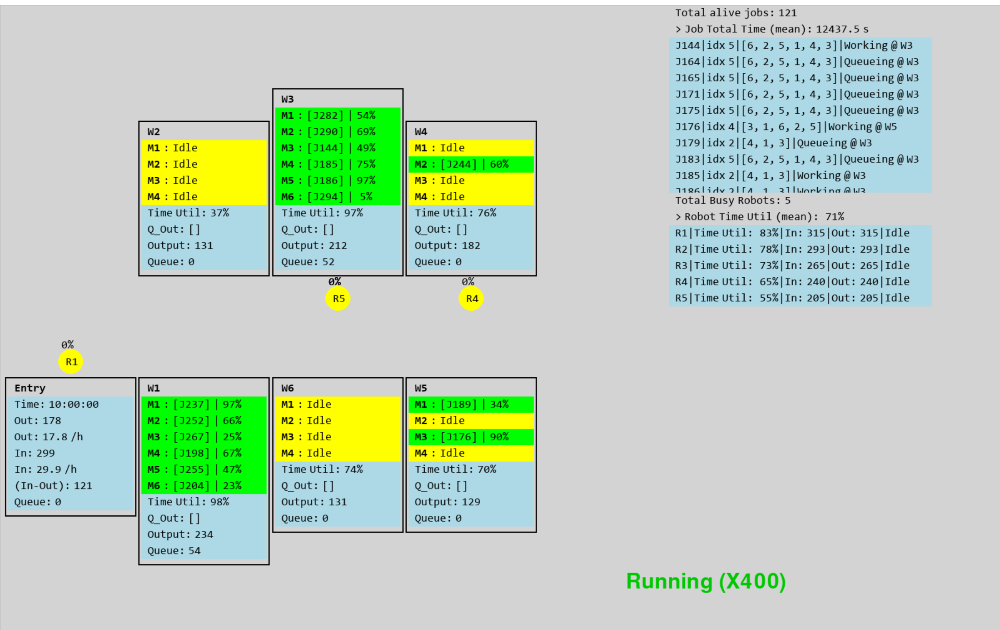 Total alive jobs: 121
> Job Total Time (mean): 12437.5 s
J144|idx 5|[6, 2, 5, 1, 4, 3]|Working @ W3
J164|idx 5|[6, 2, 5, 1, 4, 3]|Queueing @ W3
J165|idx 5|[6, 2, 5, 1, 4, 3]|Queueing @ W3
J171|idx 5|[6, 2, 5, 1, 4, 3]|Queueing @ W3
J175|idx 5|[6, 2, 5, 1, 4, 3]|Queueing @ W3
J176|idx 4|[3, 1, 6, 2, 5]|Working @ W5
J179|idx 2|[4, 1, 3]|Queueing @ W3
J183|idx 5|[6, 2, 5, 1, 4, 3]|Queueing @ W3
J185|idx 2|[4, 1, 3]|Working @ W3
J186|idx 2|[4, 1, 3]|Working @ W3
Total Busy Robots: 5
> Robot Time Util (mean): 71%
R1|Time Util: 83%|In: 315|Out: 315|Idle
R2|Time Util: 78%|In: 293|Out: 293|Idle
R3|Time Util: 73%|In: 265|Out: 265|Idle
R4|Time Util: 65%|In: 240|Out: 240|Idle
R5|Time Util: 55%|In: 205|Out: 205|Idle
W2
M1 : Idle
M2 : Idle
M3 : Idle
M4 : Idle
Time Util: 37%
Q_Out: []
Output: 131
Queue: 0
W3
M1 : [J282] | 54%
M2 : [J290] | 69%
M3 : [J144] | 49%
M4 : [J185] | 75%
M5 : [J186] | 97%
M6 : [J294] | 5%
Time Util: 97%
Q_Out: []
Output: 212
Queue: 52
0%
R5
W4
M1 : Idle
M2 : [J244] | 60%
M3 : Idle
M4 : Idle
Time Util: 76%
Q_Out: []
Output: 182
Queue: 0
0%
R4
0%
R1
Entry
Time: 10:00:00
Out: 178
Out: 17.8 /h
In: 299
In: 29.9 /h
(In-Out): 121
Queue: 0
W1
M1 : [J237] | 97%
M2 : [J252] | 66%
M3 : [J267] | 25%
M4 : [J198] | 67%
M5 : [J255] | 47%
M6 : [J204] | 23%
Time Util: 98%
Q_Out: []
Output: 234
Queue: 54
W6
M1 : Idle
M2 : Idle
M3 : Idle
M4 : Idle
Time Util: 74%
Q_Out: []
Output: 131
Queue: 0
W5
M1 : [J189] | 34%
M2 : Idle
M3 : [J176] | 90%
M4 : Idle
Time Util: 70%
Q_Out: []
Output: 129
Queue: 0
Running (X400)